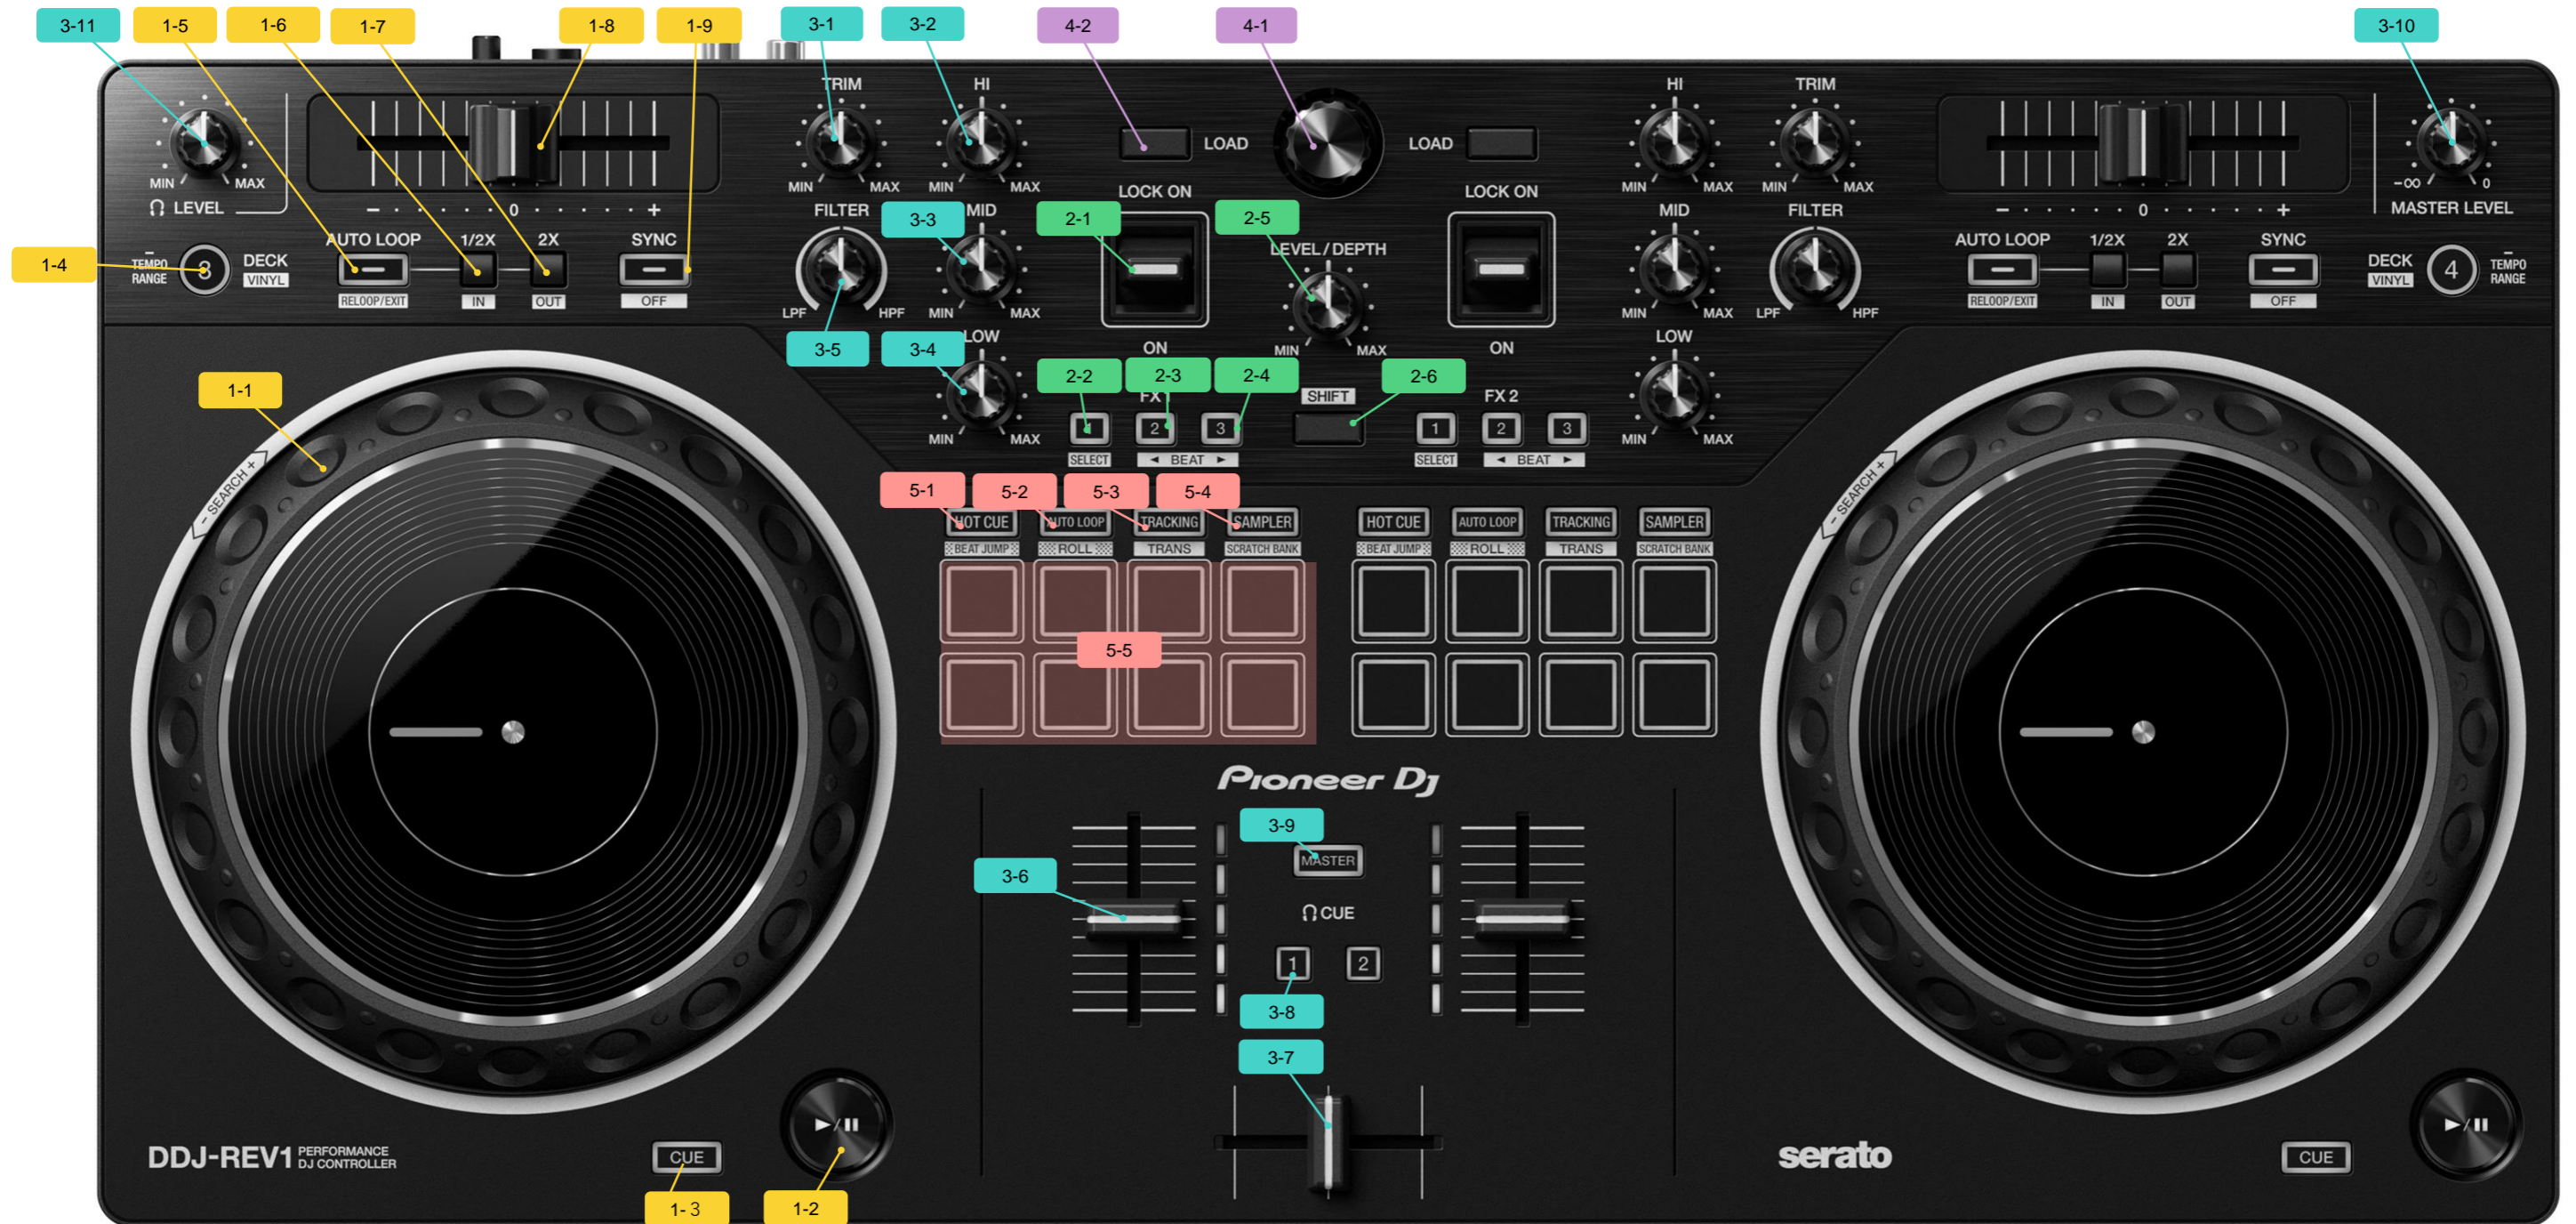 3-11
1-5
1-6
1-7
1-8
1-9
3-1
3-2
4-2
4-1
3-10
TRIM
HI
HI
TRIM
LOAD
LOAD
MIN
MAX
MIN
MAX
MIN
MAX
MIN
MAX
MIN
MAX
-∞
0
LEVEL
− 0 +
LOCK ON
LOCK ON
− 0 +
MASTER LEVEL
FILTER
3-3
MID
2-1
2-5
MID
FILTER
1-4
TEMPO
RANGE
3
DECK
VINYL
AUTO LOOP
1/2X
2X
SYNC
LEVEL / DEPTH
AUTO LOOP
1/2X
2X
SYNC
DECK
VINYL
4
TEMPO
RANGE
RELOOP/EXIT
IN
OUT
OFF
LPF
HPF
MIN
MAX
MIN
MAX
LPF
HPF
RELOOP/EXIT
IN
OUT
OFF
3-5
3-4
LOW
ON
MIN
MAX
ON
LOW
1-1
2-2
2-3
2-4
2-6
FX 1
SHIFT
FX 2
1
2
3
1
2
3
MIN
MAX
MIN
MAX
SELECT
◄ BEAT ►
SELECT
◄ BEAT ►
− SEARCH +
− SEARCH +
5-1
5-2
5-3
5-4
HOT CUE
AUTO LOOP
TRACKING
SAMPLER
HOT CUE
AUTO LOOP
TRACKING
SAMPLER
BEAT JUMP
ROLL
TRANS
SCRATCH BANK
BEAT JUMP
ROLL
TRANS
SCRATCH BANK
5-5
Pioneer Dj
3-9
MASTER
3-6
CUE
1
2
3-8
3-7
►/II
►/II
DDJ-REV1 PERFORMANCE
DJ CONTROLLER
CUE
serato
CUE
1- 3
1-2